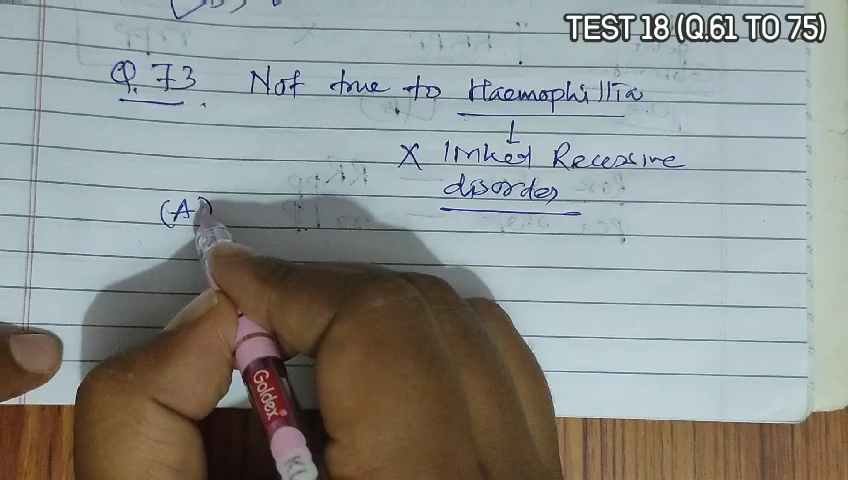 TEST 18 (Q.61 TO 75)
Q. 73 Not true to Haemophillia
X linked Recessive
disorder
(A)
Goldex